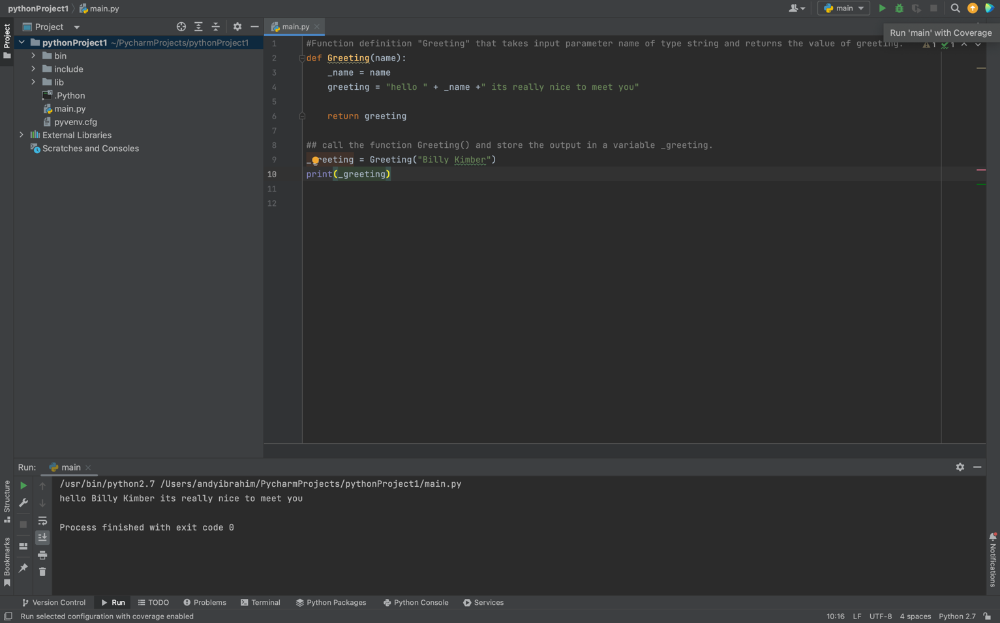 pythonProject1 main.py
main
Run 'main' with Coverage
Project
Project
main.py
pythonProject1 ~/PycharmProjects/pythonProject1
bin
include
lib
.Python
main.py
pyvenv.cfg
External Libraries
Scratches and Consoles
1 #Function definition "Greeting" that takes input parameter name of type string and returns the value of greeting.
1 1
2 def Greeting(name):
3 _name = name
4 greeting = "hello " + _name +" its really nice to meet you"
5
6 return greeting
7
8 ## call the function Greeting() and store the output in a variable _greeting.
9 _greeting = Greeting("Billy Kimber")
10 print(_greeting)
11
12
Run: main
/usr/bin/python2.7 /Users/andyibrahim/PycharmProjects/pythonProject1/main.py
hello Billy Kimber its really nice to meet you
Process finished with exit code 0
Structure
Bookmarks
Notifications
Version Control Run TODO Problems Terminal Python Packages Python Console Services
Run selected configuration with coverage enabled 10:16 LF UTF-8 4 spaces Python 2.7